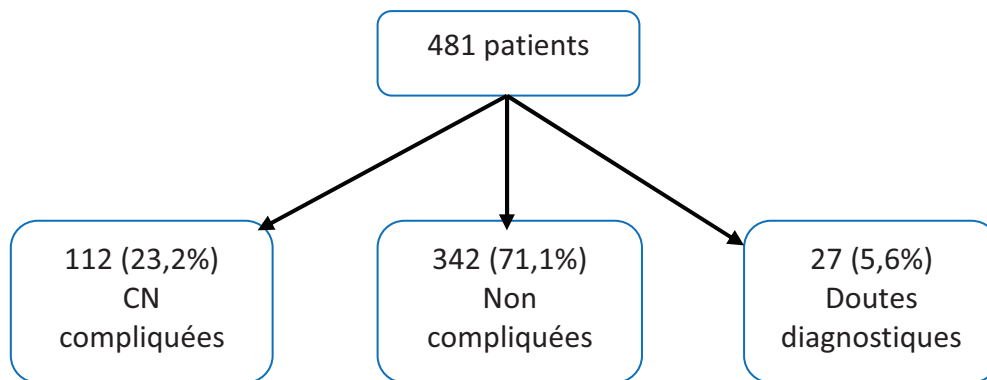 481 patients
112 (23,2%)
CN
compliquées
342 (71,1%)
Non
compliquées
27 (5,6%)
Doutes
diagnostiques